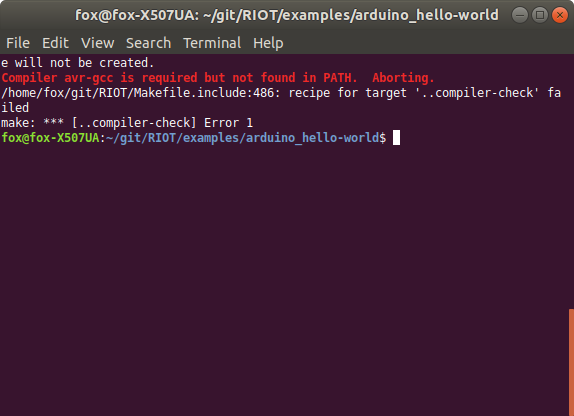 fox@fox-X507UA: ~/git/RIOT/examples/arduino_hello-world
File Edit View Search Terminal Help
e will not be created.
Compiler avr-gcc is required but not found in PATH.  Aborting.
/home/fox/git/RIOT/Makefile.include:486: recipe for target '..compiler-check' fa
iled
make: *** [..compiler-check] Error 1
fox@fox-X507UA:~/git/RIOT/examples/arduino_hello-world$